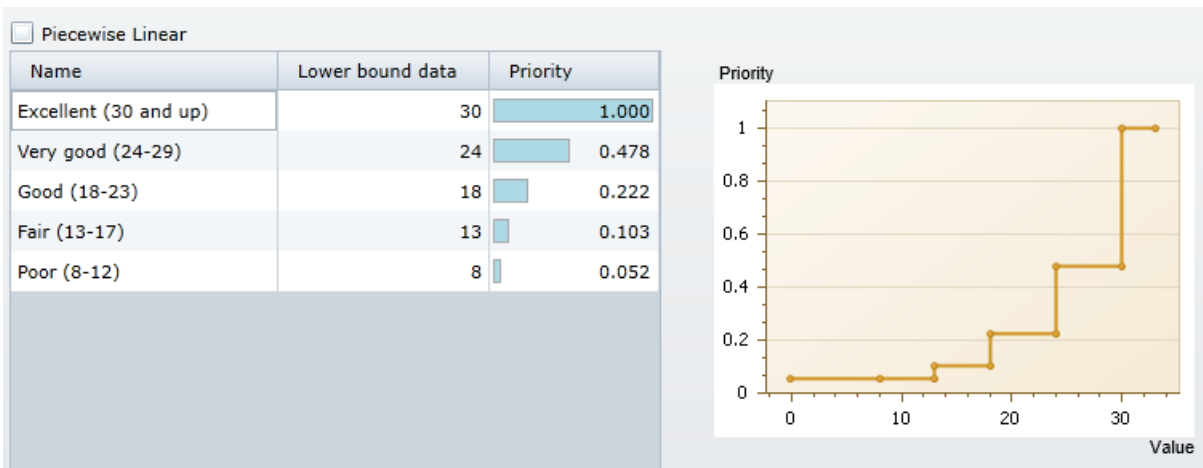 Piecewise Linear
Name Lower bound data Priority
Excellent (30 and up) 30 1.000
Very good (24-29) 24 0.478
Good (18-23) 18 0.222
Fair (13-17) 13 0.103
Poor (8-12) 8 0.052
Priority
1
0.8
0.6
0.4
0.2
0
0 10 20 30
Value